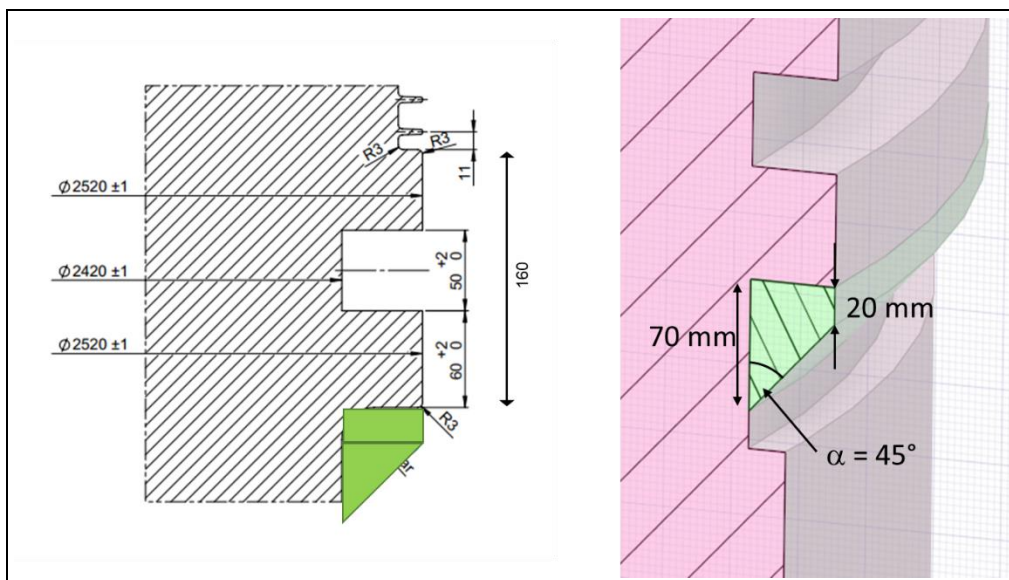 R3
R3
11
Ø2520 ±1
160
+2
50 0
Ø2420 ±1
Ø2520 ±1
+2
60 0
R3
20 mm
70 mm
α = 45°